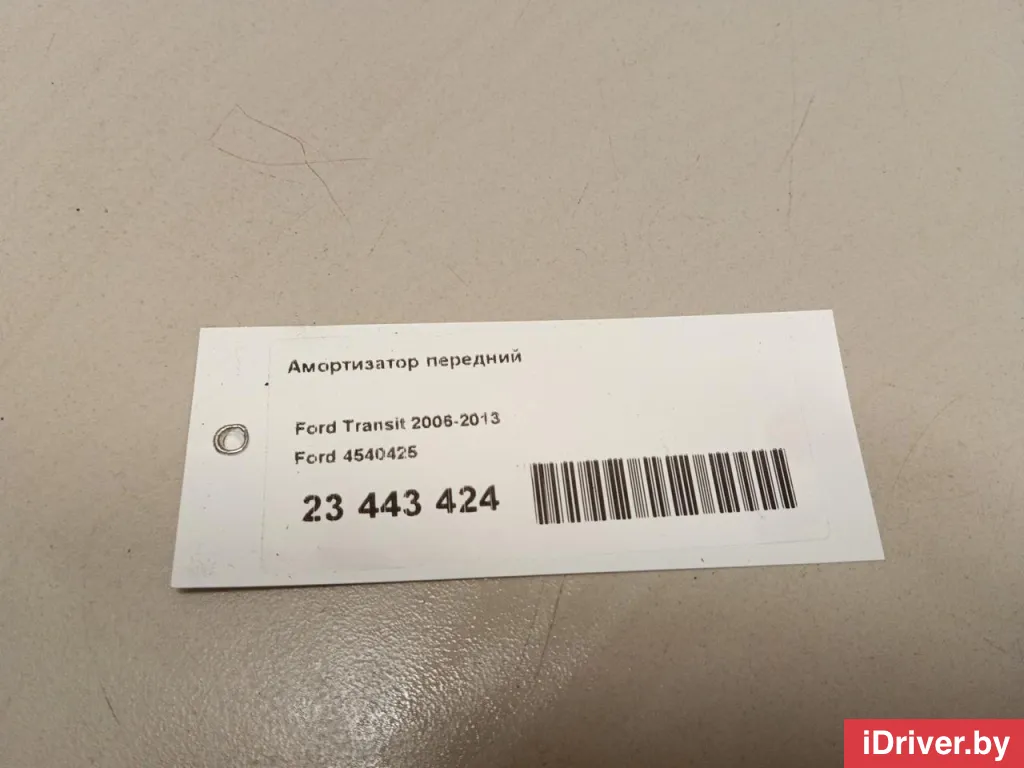 Амортизатор передний
Ford Transit 2006-2013
Ford 4540425
23 443 424
iDriver.by